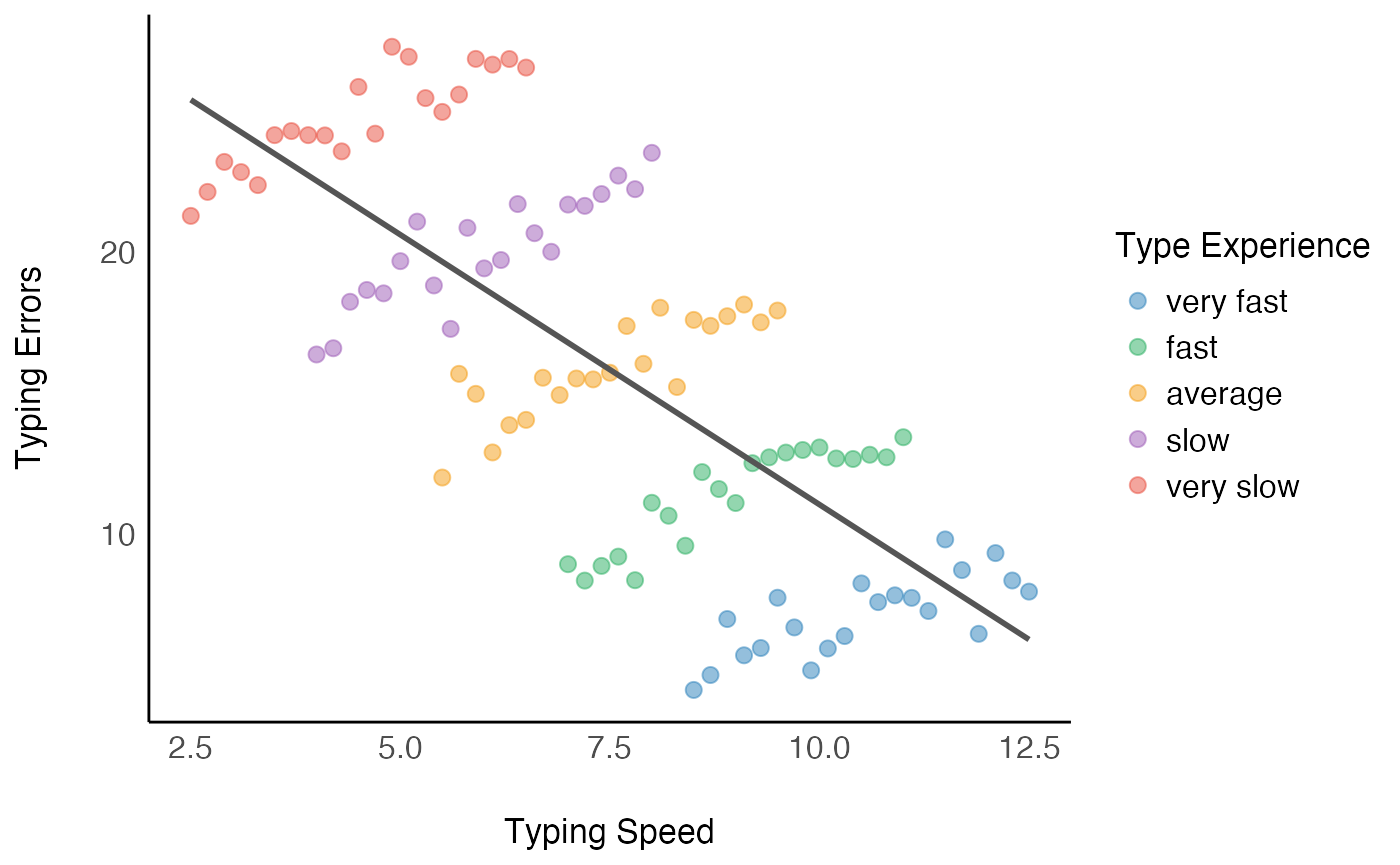 Typing Errors
20
10
2.5
5.0
7.5
10.0
12.5
Typing Speed
Type Experience
very fast
fast
average
slow
very slow